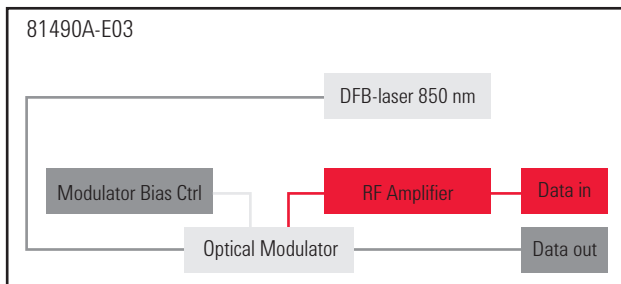 81490A-E03
DFB-laser 850 nm
Modulator Bias Ctrl
RF Amplifier
Data in
Optical Modulator
Data out